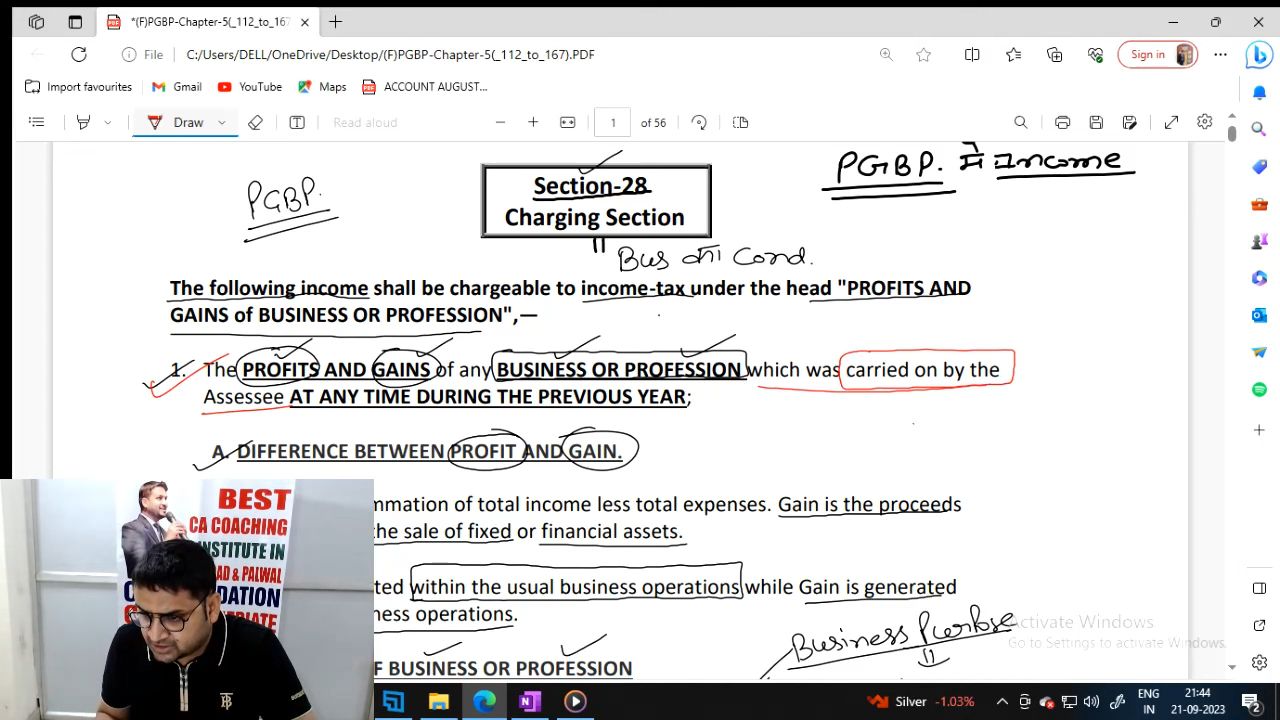 *(F)PGBP-Chapter-5(_112_to_167).
File
C:/Users/DELL/OneDrive/Desktop/(F)PGBP-Chapter-5(_112_to_167).PDF
Sign in
Import favourites
Gmail
YouTube
Maps
ACCOUNT AUGUST...
Draw
Read aloud
1 of 56
PGBP. में Income
PGBP.
Section-28
Charging Section
Bus की Cond.
The following income shall be chargeable to income-tax under the head "PROFITS AND
GAINS of BUSINESS OR PROFESSION",—
1. The PROFITS AND GAINS of any BUSINESS OR PROFESSION which was carried on by the
Assessee AT ANY TIME DURING THE PREVIOUS YEAR;
A. DIFFERENCE BETWEEN PROFIT AND GAIN.
mmation of total income less total expenses. Gain is the proceeds
the sale of fixed or financial assets.
ted within the usual business operations while Gain is generated
ness operations.
Business Purpose
F BUSINESS OR PROFESSION
BEST
CA COACHING
NSTITUTE IN
AD & PALWAL
NDATION
Activate Windows
Go to Settings to activate Windows.
Silver -1.03%
ENG
IN
21:44
21-09-2023
2